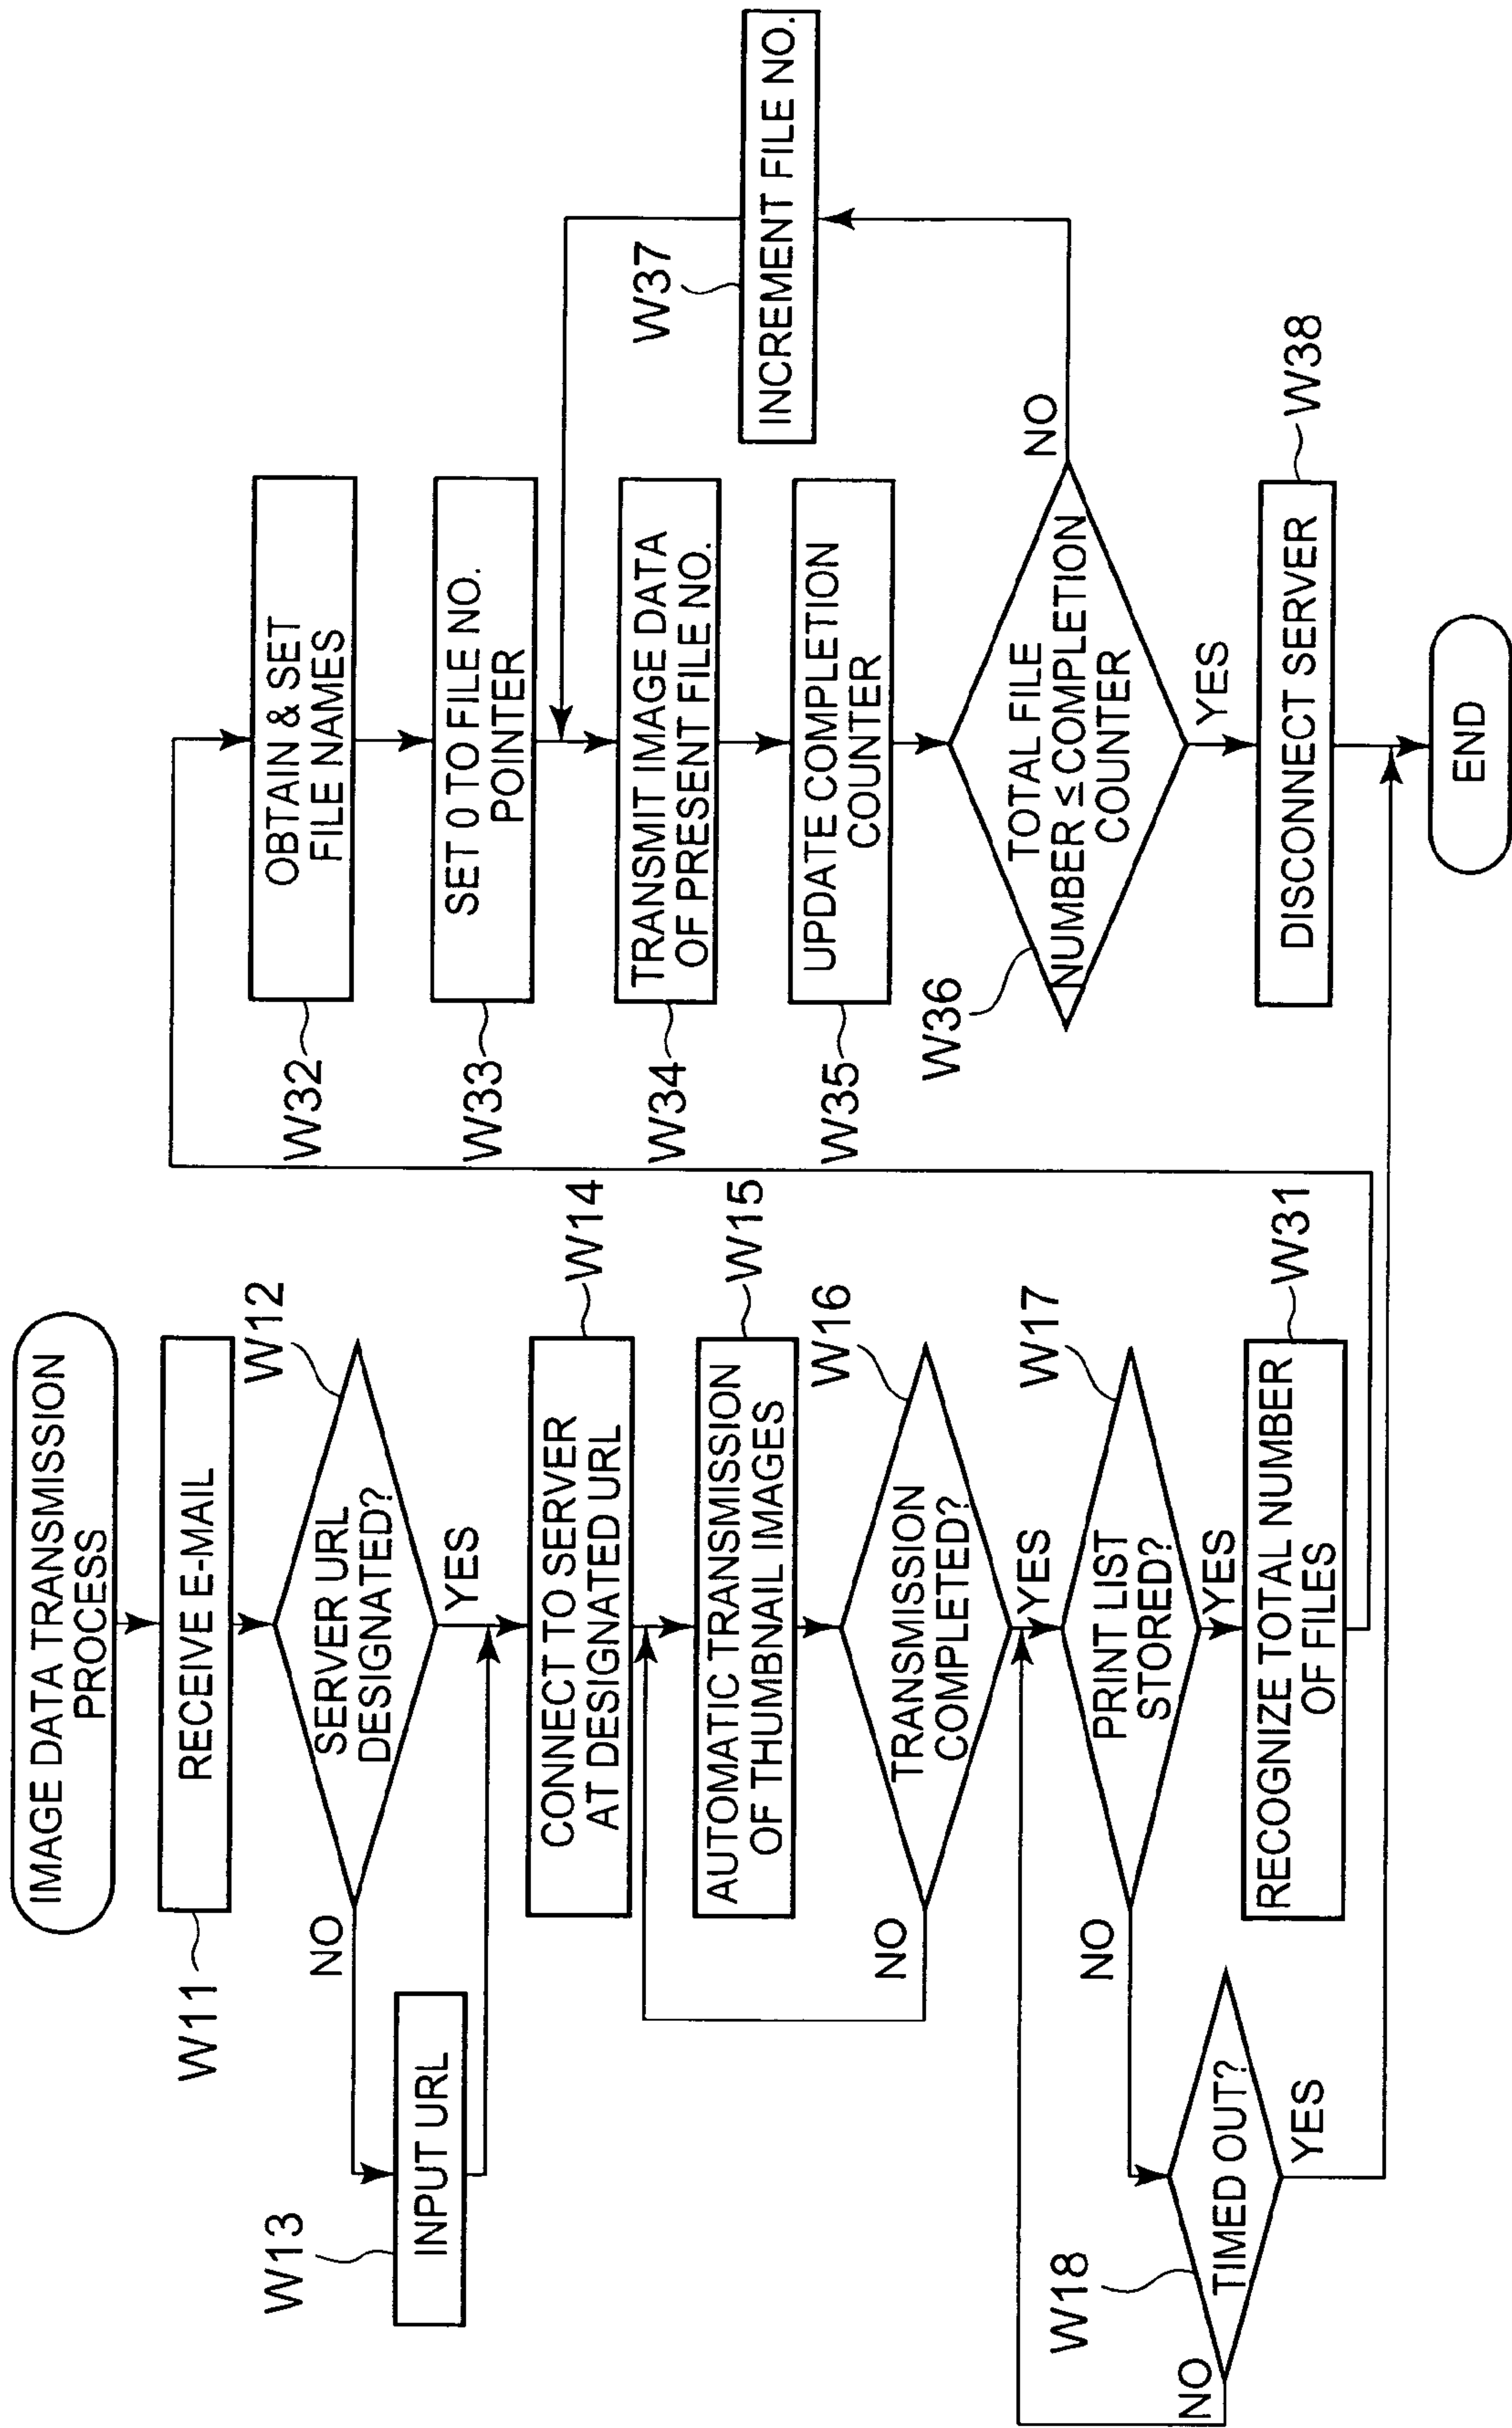 IMAGE DATA TRANSMISSION
PROCESS
W11
RECEIVE E-MAIL
W12
SERVER URL
DESIGNATED?
NO
YES
W13
INPUT URL
W14
CONNECT TO SERVER
AT DESIGNATED URL
W15
AUTOMATIC TRANSMISSION
OF THUMBNAIL IMAGES
W16
TRANSMISSION
COMPLETED?
NO
YES
W17
PRINT LIST
STORED?
NO
YES
W18
TIMED OUT?
NO
YES
W31
RECOGNIZE TOTAL NUMBER
OF FILES
W32
OBTAIN & SET
FILE NAMES
W33
SET 0 TO FILE NO.
POINTER
W34
TRANSMIT IMAGE DATA
OF PRESENT FILE NO.
W35
UPDATE COMPLETION
COUNTER
W36
TOTAL FILE
NUMBER ≤ COMPLETION
COUNTER
NO
YES
W37
INCREMENT FILE NO.
W38
DISCONNECT SERVER
END